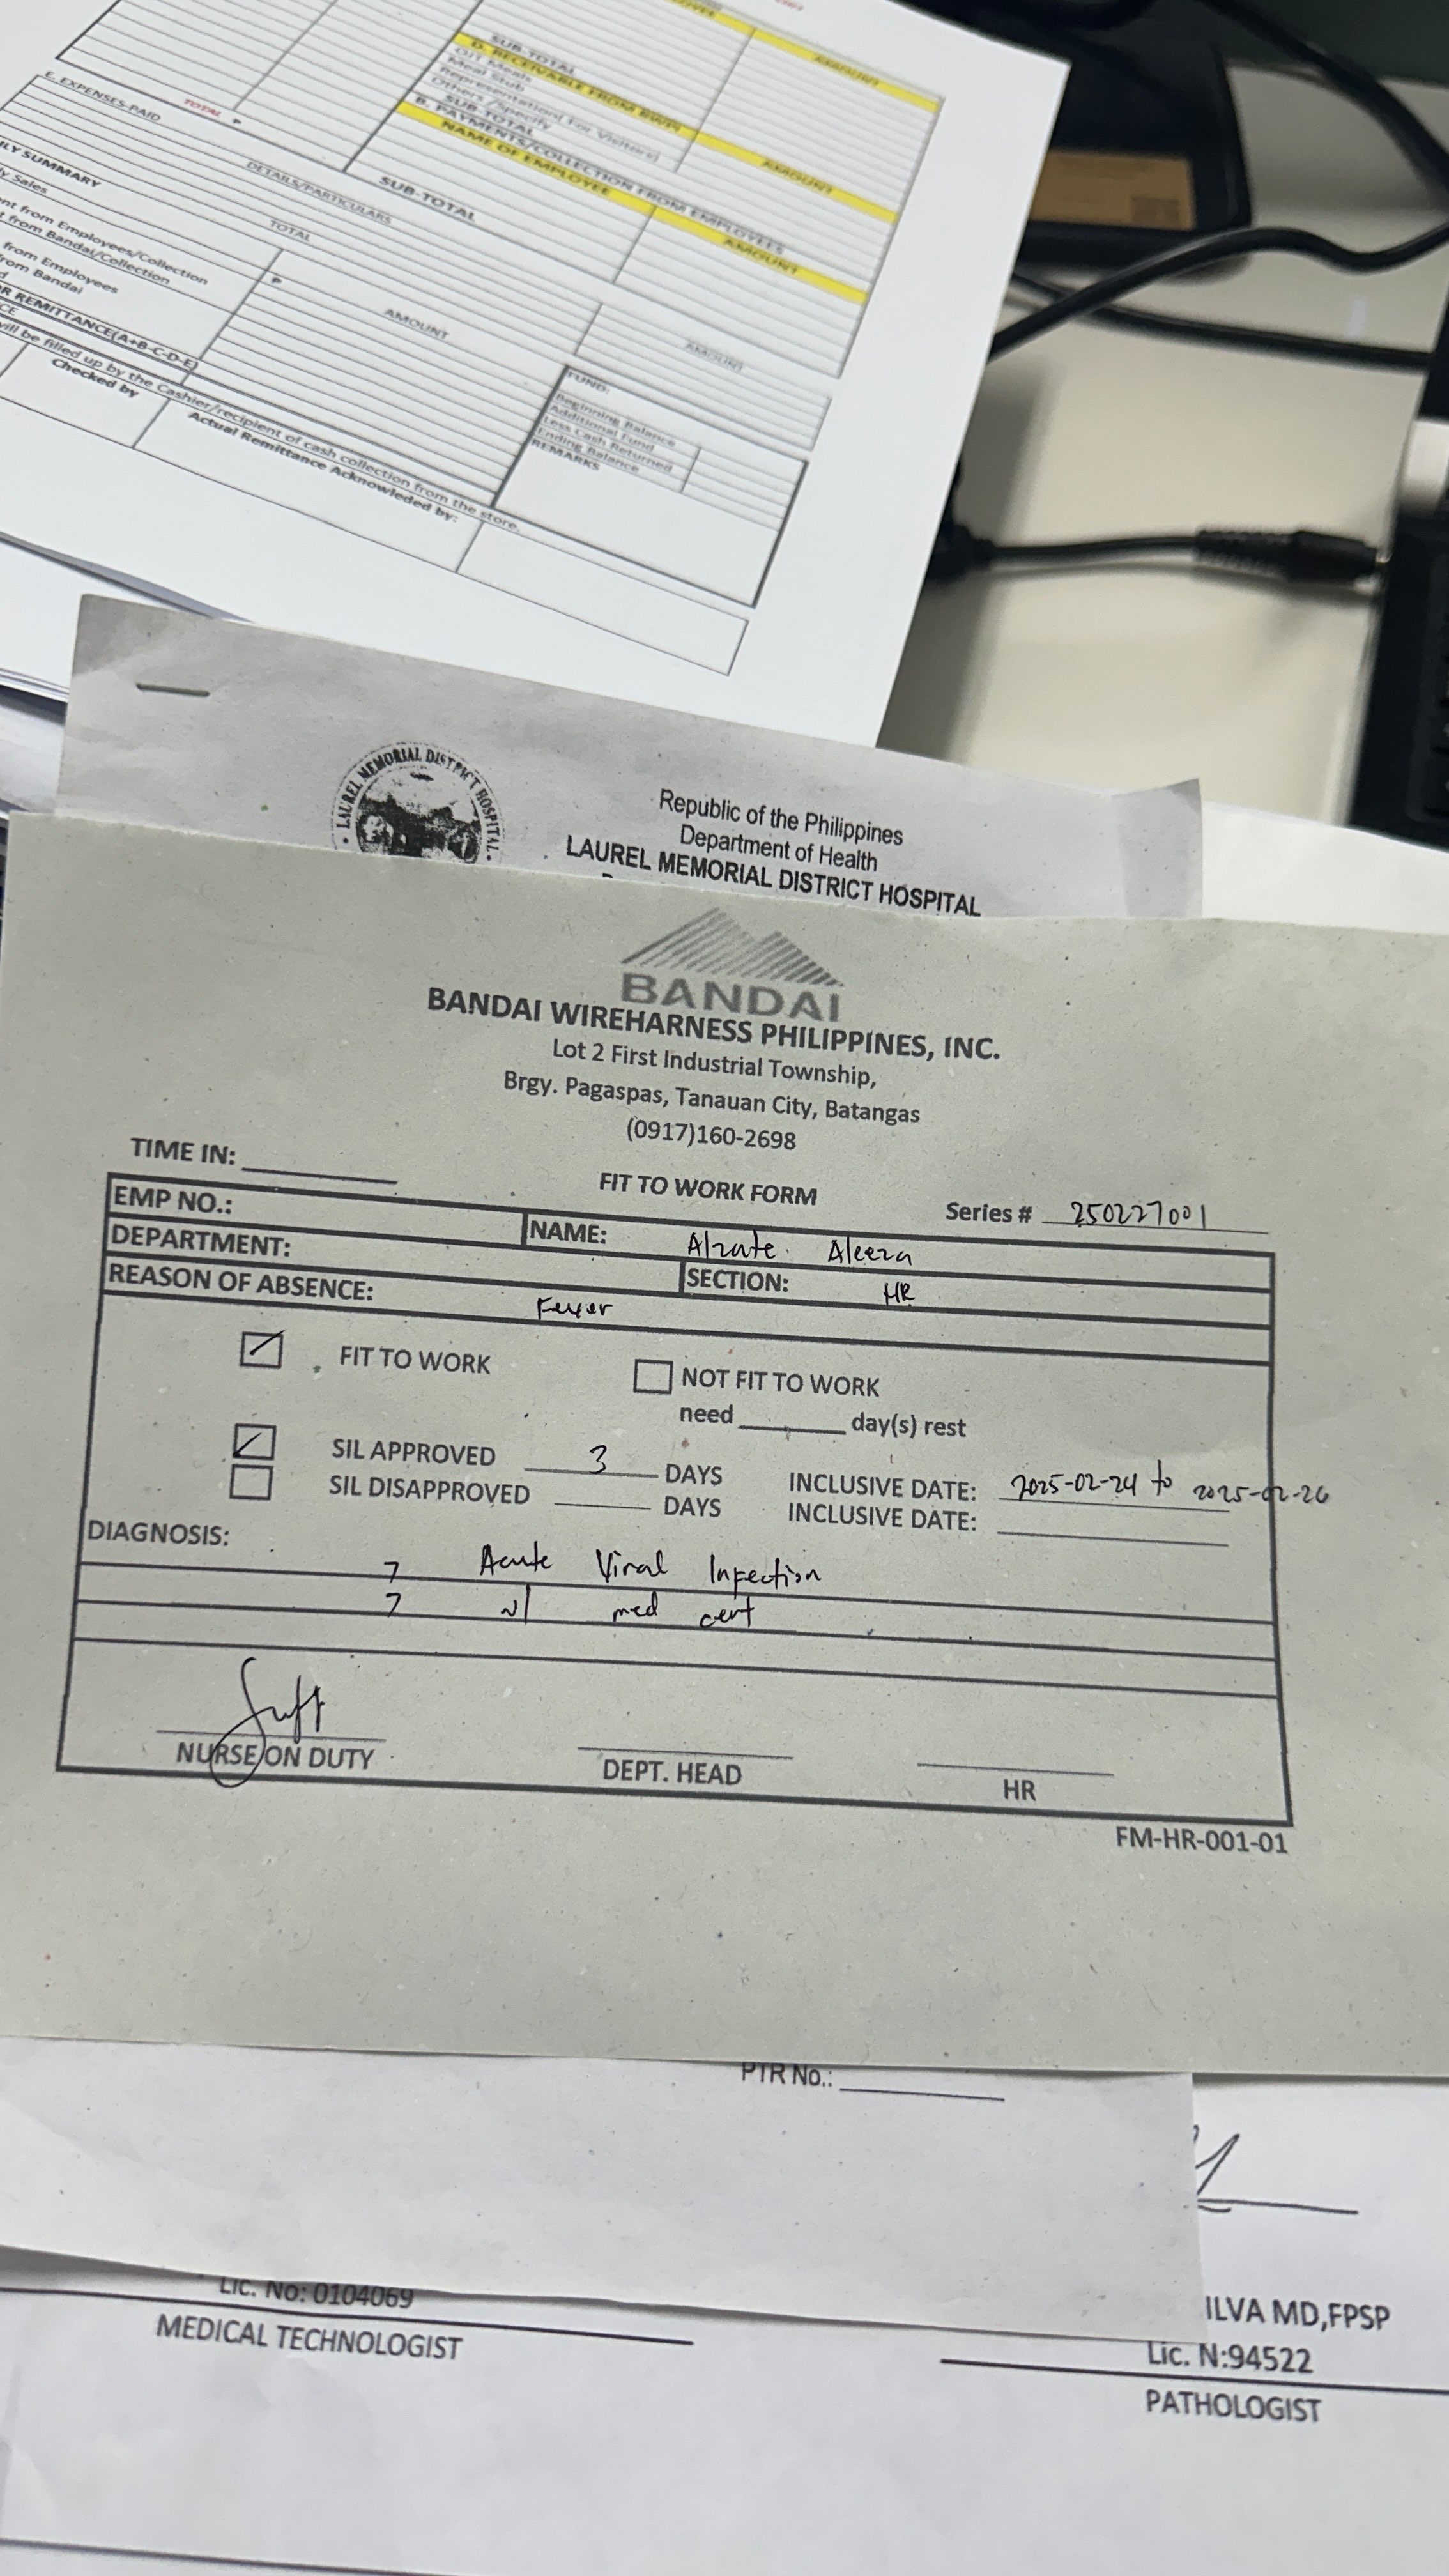 SUB-TOTAL
D. RECEIVABLE FROM BWPI
AMOUNT
O/T Meals
Meal Stub
Representation( For Visitors)
Others /Specify
SUB-TOTAL
AMOUNT
B. PAYMENTS/COLLECTION FROM EMPLOYEES
NAME OF EMPLOYEE
AMOUNT
TOTAL
SUB-TOTAL
E. EXPENSES-PAID
DETAILS/PARTICULARS
TOTAL
AMOUNT
AMOUNT
LY SUMMARY
y Sales
nt from Employees/Collection
t from Bandai/Collection
from Employees
from Bandai
R REMITTANCE(A+B-C-D-E)
CE
will be filled up by the Cashier/recipient of cash collection from the store.
Checked by
Actual Remittance Acknowleded by:
FUND:
Beginning Balance
Additional Fund
Less Cash Returned
Ending Balance
REMARKS
LAUREL MEMORIAL DISTRICT HOSPITAL
Republic of the Philippines
Department of Health
LAUREL MEMORIAL DISTRICT HOSPITAL
BANDAI
BANDAI WIREHARNESS PHILIPPINES, INC.
Lot 2 First Industrial Township,
Brgy. Pagaspas, Tanauan City, Batangas
(0917)160-2698
TIME IN:
FIT TO WORK FORM
Series # 250227001
EMP NO.:
NAME: Alzate Aleeza
DEPARTMENT:
SECTION: HR
REASON OF ABSENCE: Fever
FIT TO WORK
NOT FIT TO WORK
need ______ day(s) rest
SIL APPROVED 3 DAYS INCLUSIVE DATE: 2025-02-24 to 2025-02-26
SIL DISAPPROVED ______ DAYS INCLUSIVE DATE:
DIAGNOSIS:
Acute Viral Infection
w/ med cert
NURSE ON DUTY
DEPT. HEAD
HR
FM-HR-001-01
PTR No.:
Lic. No: 0104069
MEDICAL TECHNOLOGIST
ILVA MD,FPSP
Lic. N:94522
PATHOLOGIST